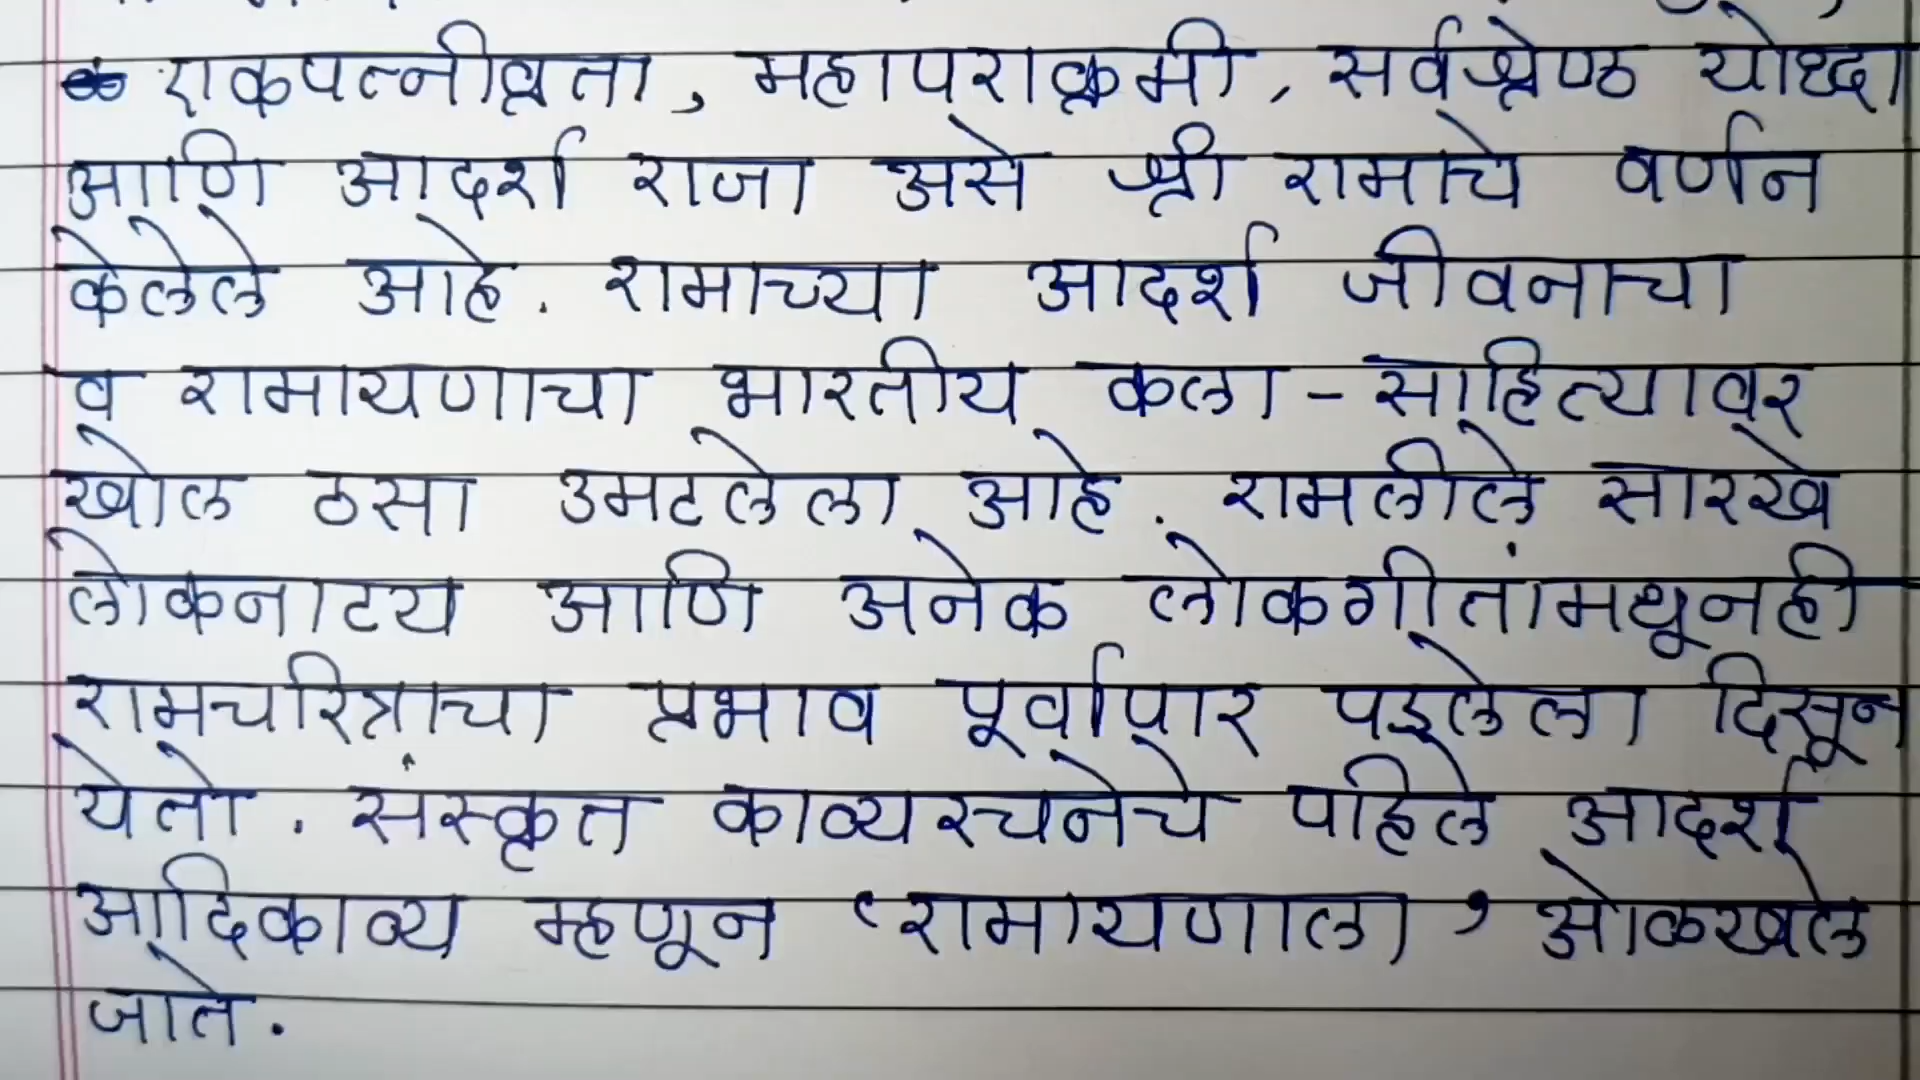 एकपत्नीव्रता, महापराक्रमी, सर्वश्रेष्ठ योध्दा
आणि आदर्श राजा असे श्री रामाचे वर्णन
केलेले आहे. रामाच्या आदर्श जीवनाचा
व रामायणाचा भारतीय कला - साहित्यावर
खोल ठसा उमटलेला आहे. रामलीले सारखे
लोकनाट्य आणि अनेक लोकगीतांमधूनही
रामचरित्राचा प्रभाव पूर्वापार पडलेला दिसून
येतो. संस्कृत काव्यरचनेचे पहिले आदर्श
आदिकाव्य म्हणून 'रामायणाला' ओळखले
जाते.